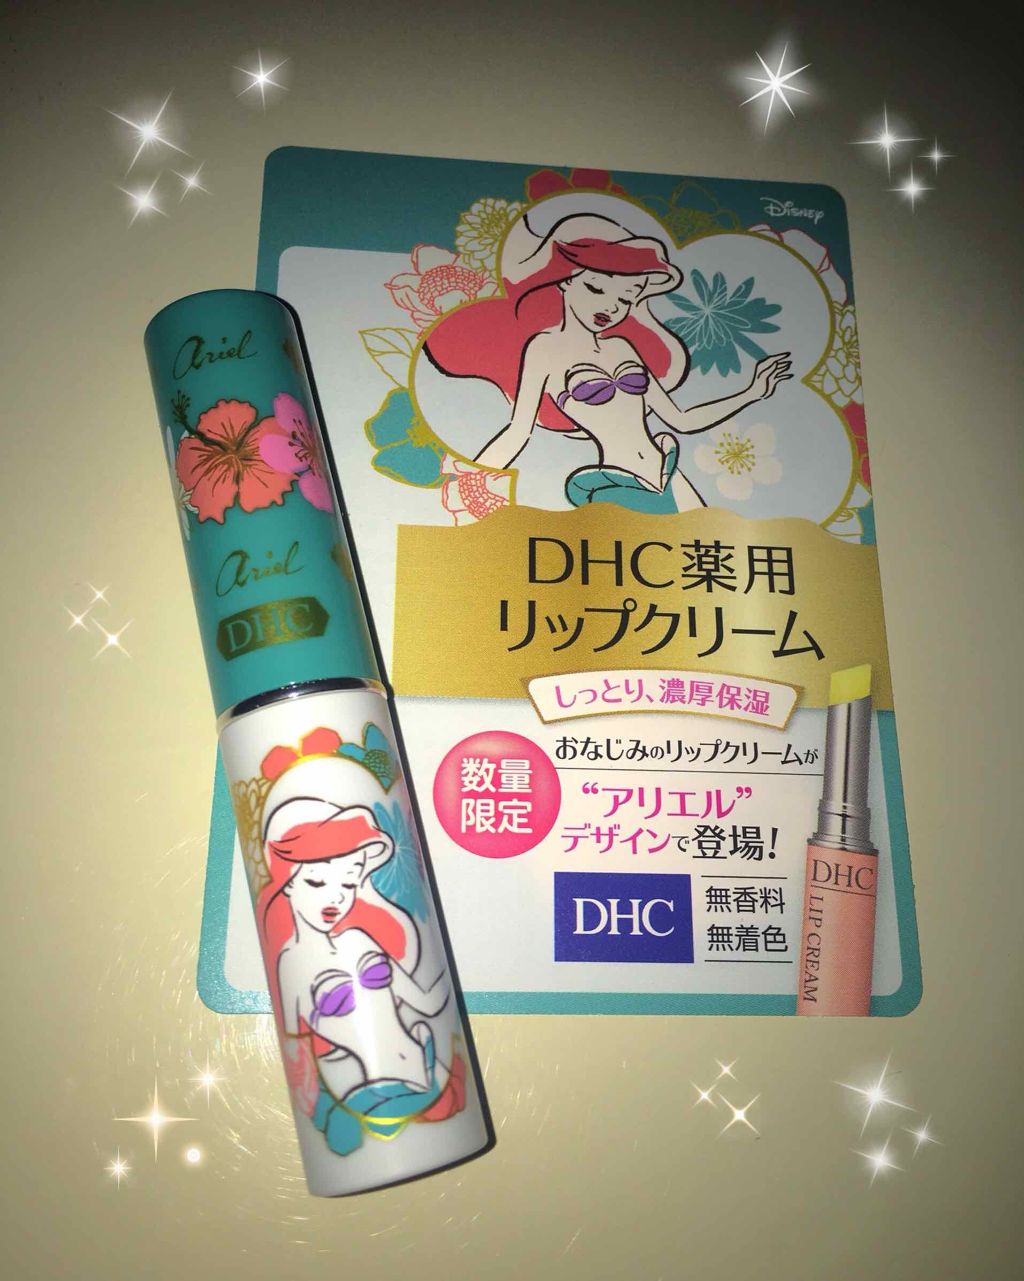 Disney
DHC薬用
リップクリーム
しっとり、濃厚保湿
おなじみのリップクリームが
数量
限定
“アリエル”
デザインで登場!
DHC
無香料
無着色
DHC
LIP CREAM
Ariel
Ariel
DHC